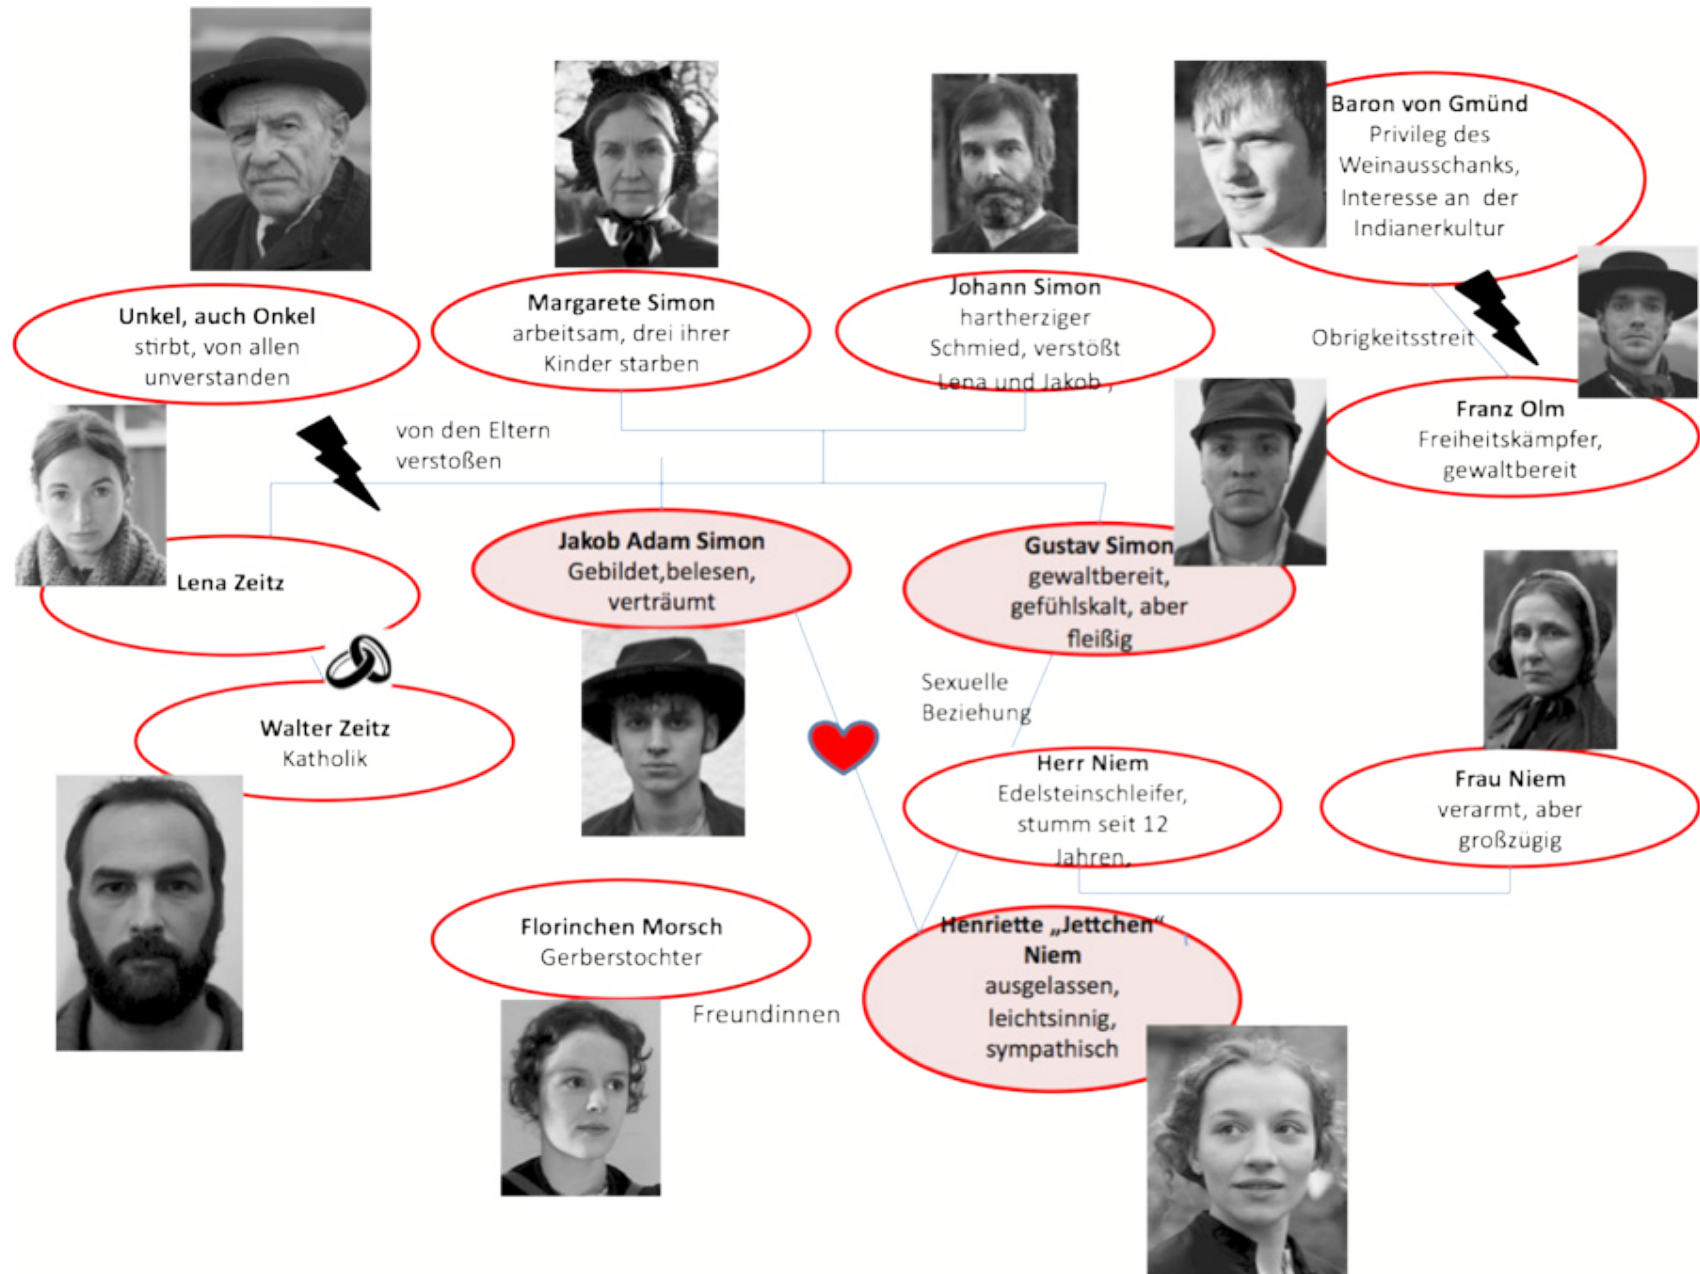 Baron von Gmünd
Privileg des
Weinausschanks,
Interesse an der
Indianerkultur
Unkel, auch Onkel
stirbt, von allen
unverstanden
Margarete Simon
arbeitsam, drei ihrer
Kinder starben
Johann Simon
hartherziger
Schmied, verstößt
Lena und Jakob ,
Obrigkeitsstreit
Franz Olm
Freiheitskämpfer,
gewaltbereit
von den Eltern
verstoßen
Lena Zeitz
Jakob Adam Simon
Gebildet,belesen,
verträumt
Gustav Simon
gewaltbereit,
gefühlskalt, aber
fleißig
Walter Zeitz
Katholik
Sexuelle
Beziehung
Herr Niem
Edelsteinschleifer,
stumm seit 12
Jahren,
Frau Niem
verarmt, aber
großzügig
Florinchen Morsch
Gerberstochter
Freundinnen
Henriette „Jettchen“
Niem
ausgelassen,
leichtsinnig,
sympathisch